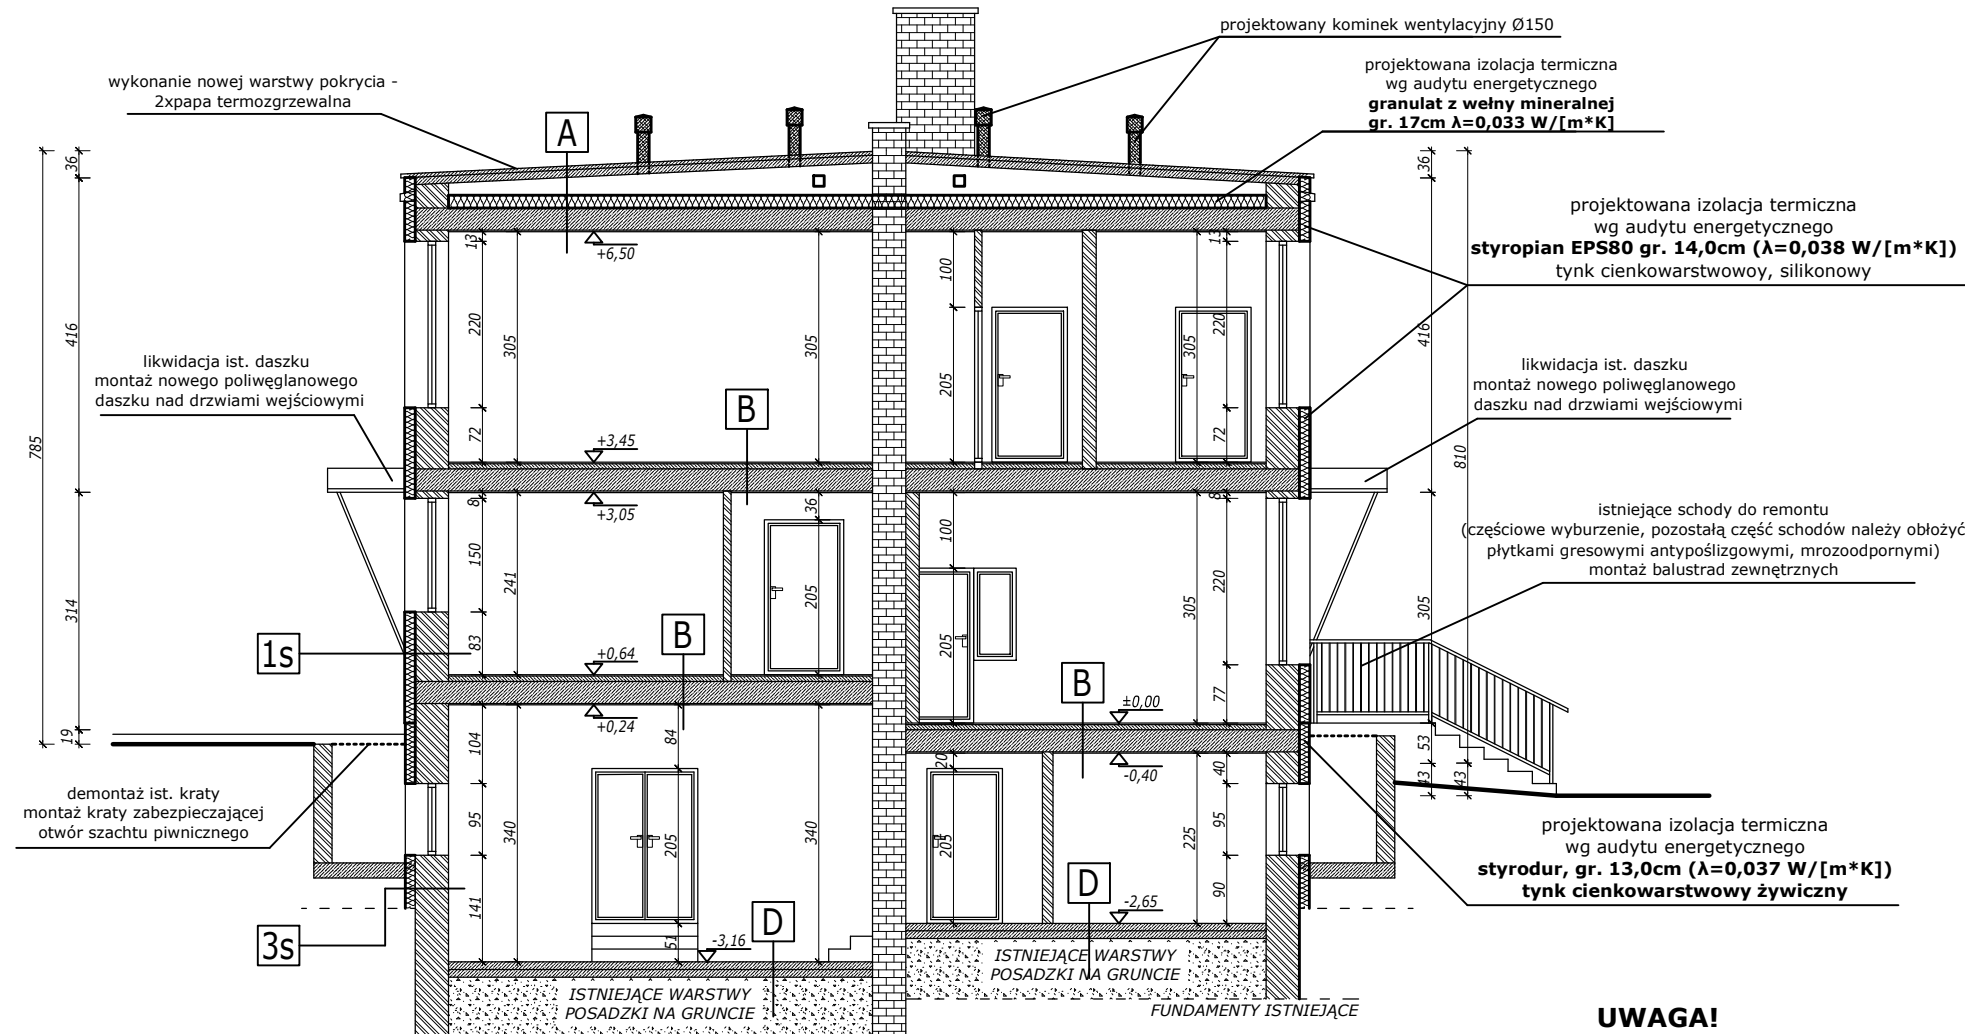 projektowany kominek wentylacyjny Ø150
wykonanie nowej warstwy pokrycia -
2xpapa termozgrzewalna
projektowana izolacja termiczna
wg audytu energetycznego
granulat z wełny mineralnej
gr. 17cm λ=0,033 W/[m*K]
A
projektowana izolacja termiczna
wg audytu energetycznego
styropian EPS80 gr. 14,0cm (λ=0,038 W/[m*K])
tynk cienkowarstwowoy, silikonowy
36
36
13
+6,50
13
100
220
305
305
205
305
220
416
416
likwidacja ist. daszku
montaż nowego poliwęglanowego
daszku nad drzwiami wejściowymi
likwidacja ist. daszku
montaż nowego poliwęglanowego
daszku nad drzwiami wejściowymi
B
72
+3,45
72
785
810
8
+3,05
36
8
100
istniejące schody do remontu
(częściowe wyburzenie, pozostałą część schodów należy obłożyć
płytkami gresowymi antypoślizgowymi, mrozoodpornymi)
montaż balustrad zewnętrznych
150
241
205
220
305
305
314
83
B
205
1s
+0,64
B
±0,00
77
19
+0,24
104
84
20
-0,40
40
53
43
43
demontaż ist. kraty
montaż kraty zabezpieczającej
otwór szachtu piwnicznego
95
340
205
340
205
225
95
projektowana izolacja termiczna
wg audytu energetycznego
styrodur, gr. 13,0cm (λ=0,037 W/[m*K])
tynk cienkowarstwowy żywiczny
141
D
D
-2,65
90
3s
51
-3,16
ISTNIEJĄCE WARSTWY
POSADZKI NA GRUNCIE
ISTNIEJĄCE WARSTWY
POSADZKI NA GRUNCIE
FUNDAMENTY ISTNIEJĄCE
UWAGA!